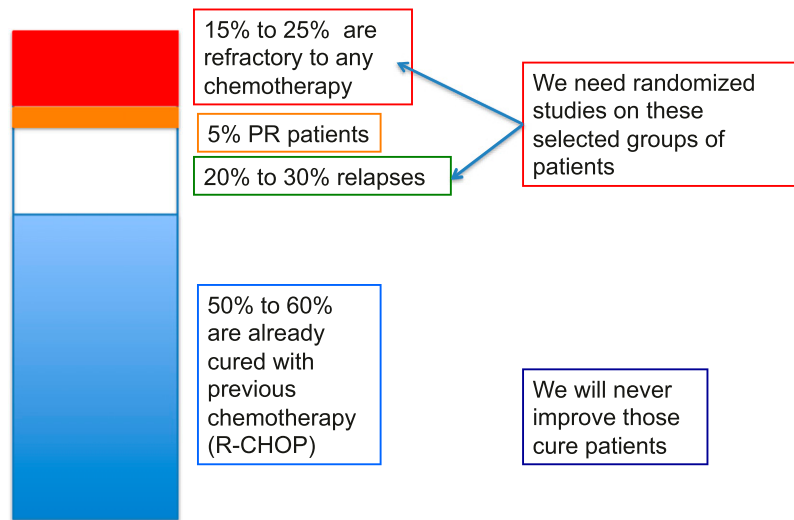 15% to 25%  are
refractory to any
chemotherapy
We need randomized
studies on these
selected groups of
patients
5% PR patients
20% to 30% relapses
50% to 60%
are already
cured with
previous
chemotherapy
(R-CHOP)
We will never
improve those
cure patients